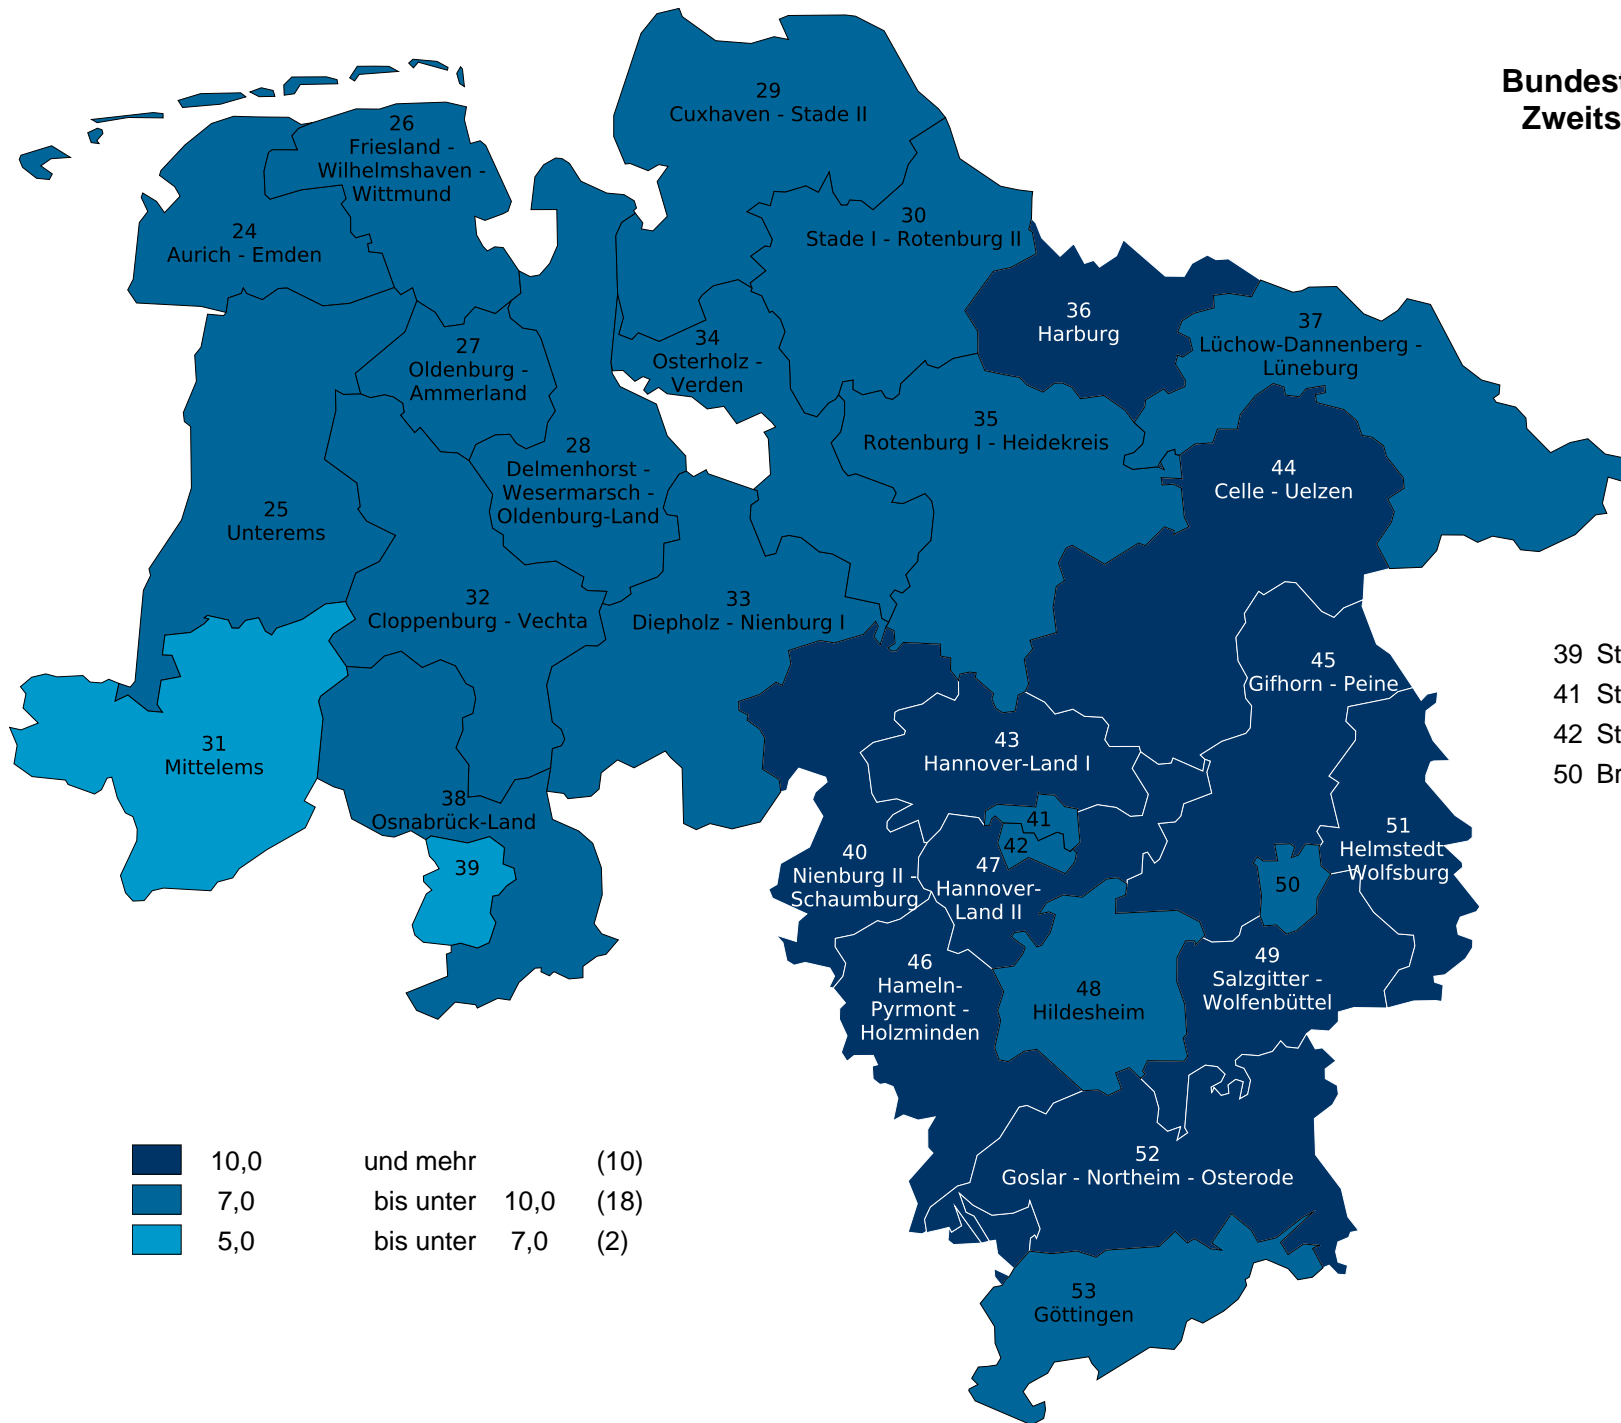 Bundest
Zweits
29
Cuxhaven - Stade II
26
Friesland -
Wilhelmshaven -
Wittmund
24
Aurich - Emden
30
Stade I - Rotenburg II
36
Harburg
37
Lüchow-Dannenberg -
Lüneburg
27
Oldenburg -
Ammerland
34
Osterholz -
Verden
35
Rotenburg I - Heidekreis
28
Delmenhorst -
Wesermarsch -
Oldenburg-Land
44
Celle - Uelzen
25
Unterems
32
Cloppenburg - Vechta
33
Diepholz - Nienburg I
45
Gifhorn - Peine
39 St
41 St
42 St
50 Br
31
Mittelems
43
Hannover-Land I
38
Osnabrück-Land
39
41
42
40
Nienburg II -
Schaumburg
47
Hannover-
Land II
50
51
Helmstedt
Wolfsburg
46
Hameln-
Pyrmont -
Holzminden
48
Hildesheim
49
Salzgitter -
Wolfenbüttel
52
Goslar - Northeim - Osterode
53
Göttingen
10,0 und mehr (10)
7,0 bis unter 10,0 (18)
5,0 bis unter 7,0 (2)